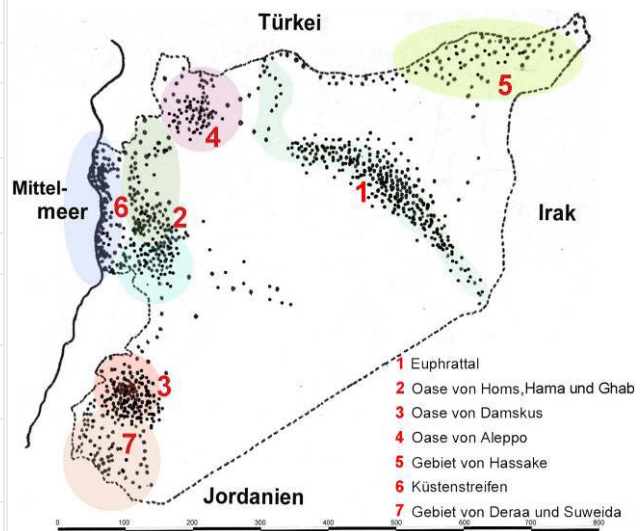 Türkei
5
4
Mittel-
meer
6
1
2
Irak
3
7
Jordanien
1 Euphrattal
2 Oase von Homs,Hama und Ghab
3 Oase von Damskus
4 Oase von Aleppo
5 Gebiet von Hassake
6 Küstenstreifen
7 Gebiet von Deraa und Suweida
0 100 200 300 400 500 600 700 800